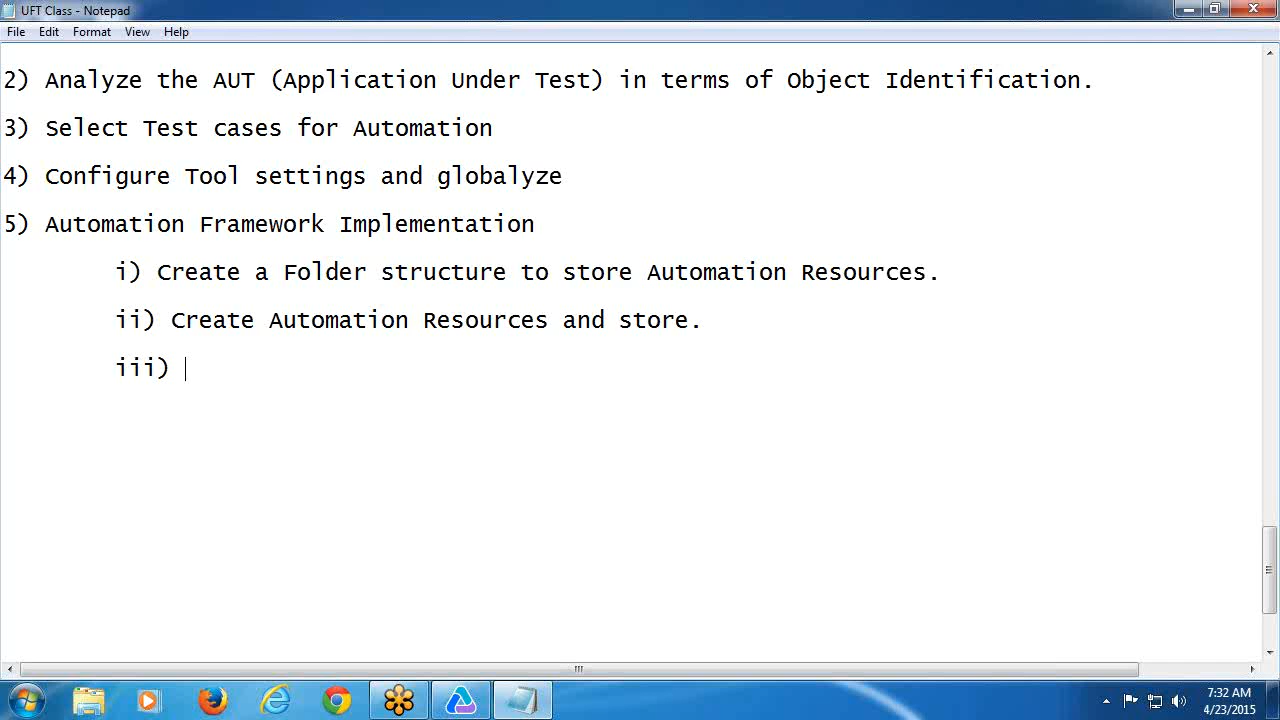 UFT Class - Notepad
File Edit Format View Help
2) Analyze the AUT (Application Under Test) in terms of Object Identification.
3) Select Test cases for Automation
4) Configure Tool settings and globalyze
5) Automation Framework Implementation
i) Create a Folder structure to store Automation Resources.
ii) Create Automation Resources and store.
iii)
7:32 AM
4/23/2015